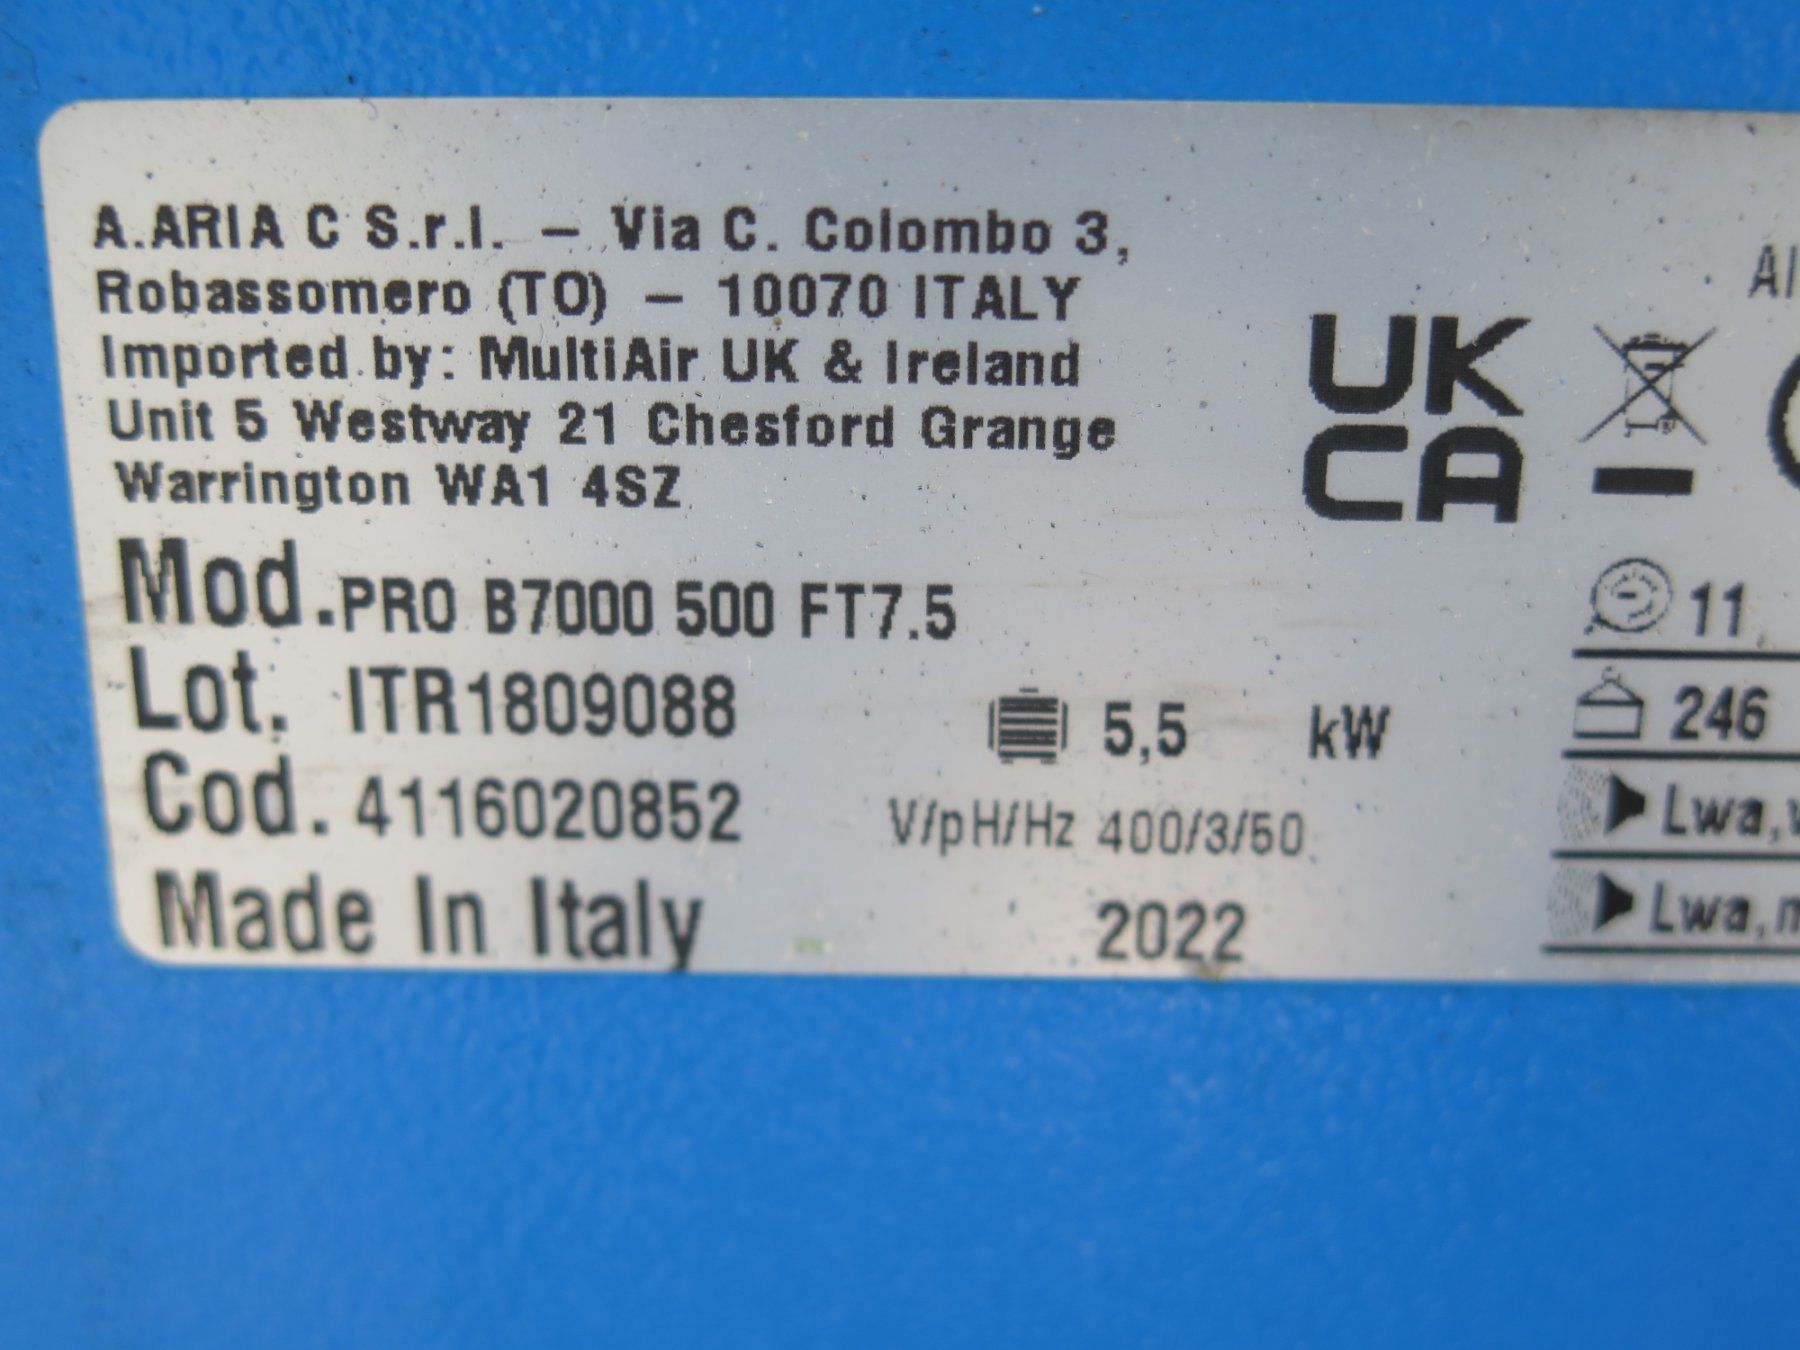 A.ARIA C S.r.l. – Via C. Colombo 3,
Robassomero (TO) – 10070 ITALY
Imported by: MultiAir UK & Ireland
Unit 5 Westway 21 Chesford Grange
Warrington WA1 4SZ
UK
CA
Mod.PRO B7000 500 FT7.5
Lot. ITR1809088
Cod. 4116020852
Made In Italy
5,5 kW
V/pH/Hz 400/3/50
2022
11
246
Lwa,
Lwa,